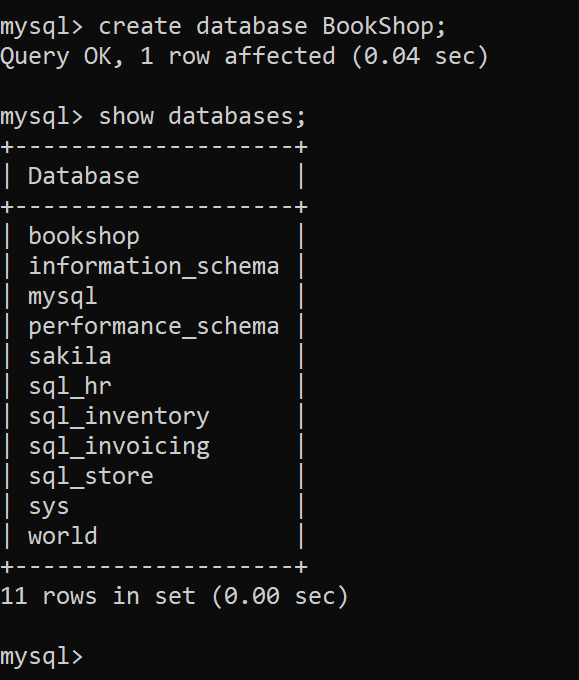 mysql> create database BookShop;
Query OK, 1 row affected (0.04 sec)
mysql> show databases;
+--------------------+
| Database           |
+--------------------+
| bookshop           |
| information_schema |
| mysql              |
| performance_schema |
| sakila             |
| sql_hr             |
| sql_inventory      |
| sql_invoicing      |
| sql_store          |
| sys                |
| world              |
+--------------------+
11 rows in set (0.00 sec)
mysql>